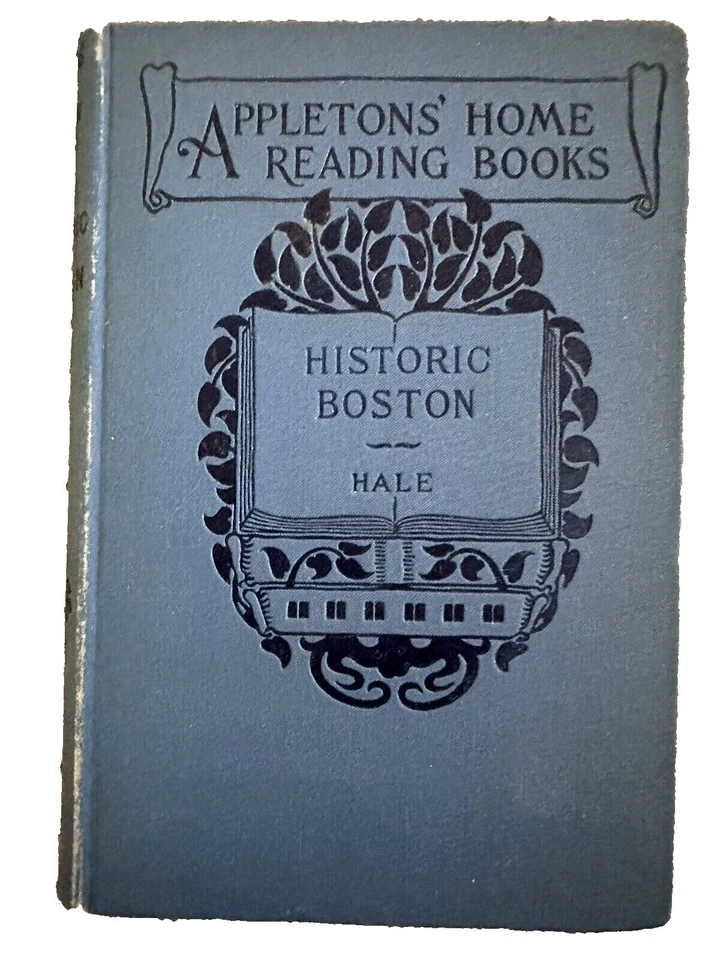 APPLETONS' HOME
READING BOOKS
HISTORIC
BOSTON
HALE